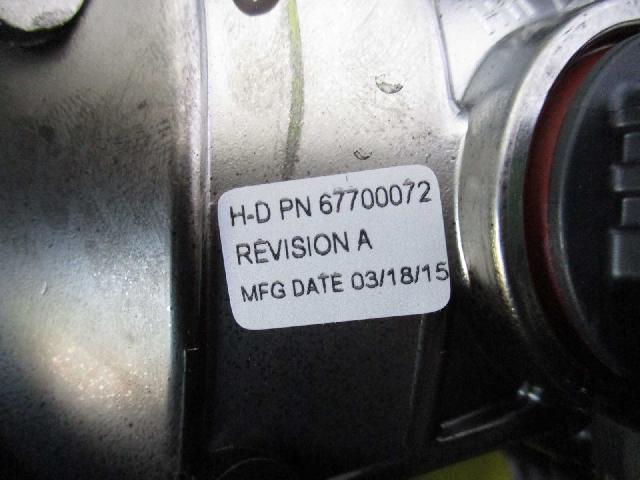 H-D PN 67700072
REVISION A
MFG DATE 03/18/15